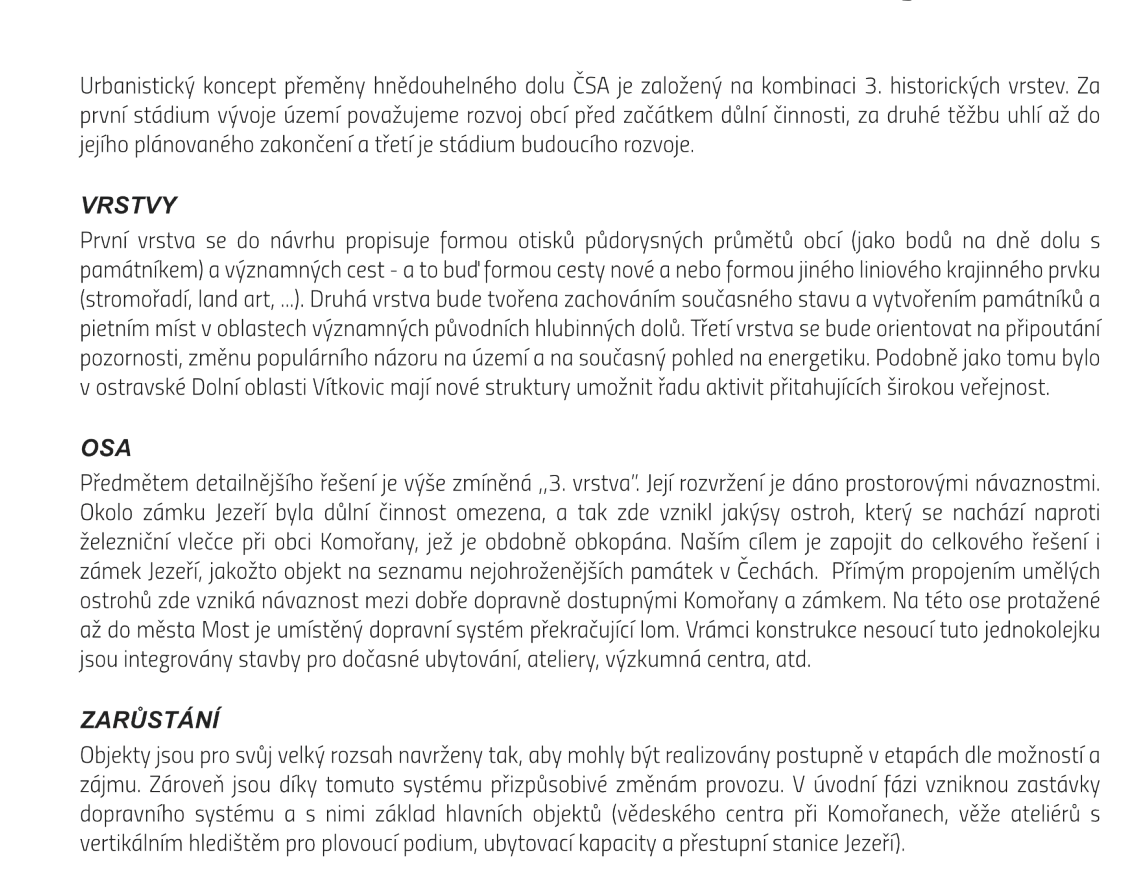 Urbanistický koncept přeměny hnědouhelného dolu ČSA je založený na kombinaci 3. historických vrstev. Za
první stádium vývoje území považujeme rozvoj obcí před začátkem důlní činnosti, za druhé těžbu uhlí až do
jejího plánovaného zakončení a třetí je stádium budoucího rozvoje.
VRSTVY
První vrstva se do návrhu propisuje formou otisků půdorysných průmětů obcí (jako bodů na dně dolu s
památníkem) a významných cest - a to buď formou cesty nové a nebo formou jiného liniového krajinného prvku
(stromořadí, land art, ...). Druhá vrstva bude tvořena zachováním současného stavu a vytvořením památníků a
pietním míst v oblastech významných původních hlubinných dolů. Třetí vrstva se bude orientovat na připoutání
pozornosti, změnu populárního názoru na území a na současný pohled na energetiku. Podobně jako tomu bylo
v ostravské Dolní oblasti Vítkovic mají nové struktury umožnit řadu aktivit přitahujících širokou veřejnost.
OSA
Předmětem detailnějšího řešení je výše zmíněná ,,3. vrstva". Její rozvržení je dáno prostorovými návaznostmi.
Okolo zámku Jezeří byla důlní činnost omezena, a tak zde vznikl jakýsy ostroh, který se nachází naproti
železniční vlečce při obci Komořany, jež je obdobně obkopána. Naším cílem je zapojit do celkového řešení i
zámek Jezeří, jakožto objekt na seznamu nejohroženějších památek v Čechách. Přímým propojením umělých
ostrohů zde vzniká návaznost mezi dobře dopravně dostupnými Komořany a zámkem. Na této ose protažené
až do města Most je umístěný dopravní systém překračující lom. Vrámci konstrukce nesoucí tuto jednokolejku
jsou integrovány stavby pro dočasné ubytování, ateliery, výzkumná centra, atd.
ZARŮSTÁNÍ
Objekty jsou pro svůj velký rozsah navrženy tak, aby mohly být realizovány postupně v etapách dle možností a
zájmu. Zároveň jsou díky tomuto systému přizpůsobivé změnám provozu. V úvodní fázi vzniknou zastávky
dopravního systému a s nimi základ hlavních objektů (vědeského centra při Komořanech, věže ateliérů s
vertikálním hledištěm pro plovoucí podium, ubytovací kapacity a přestupní stanice Jezeří).